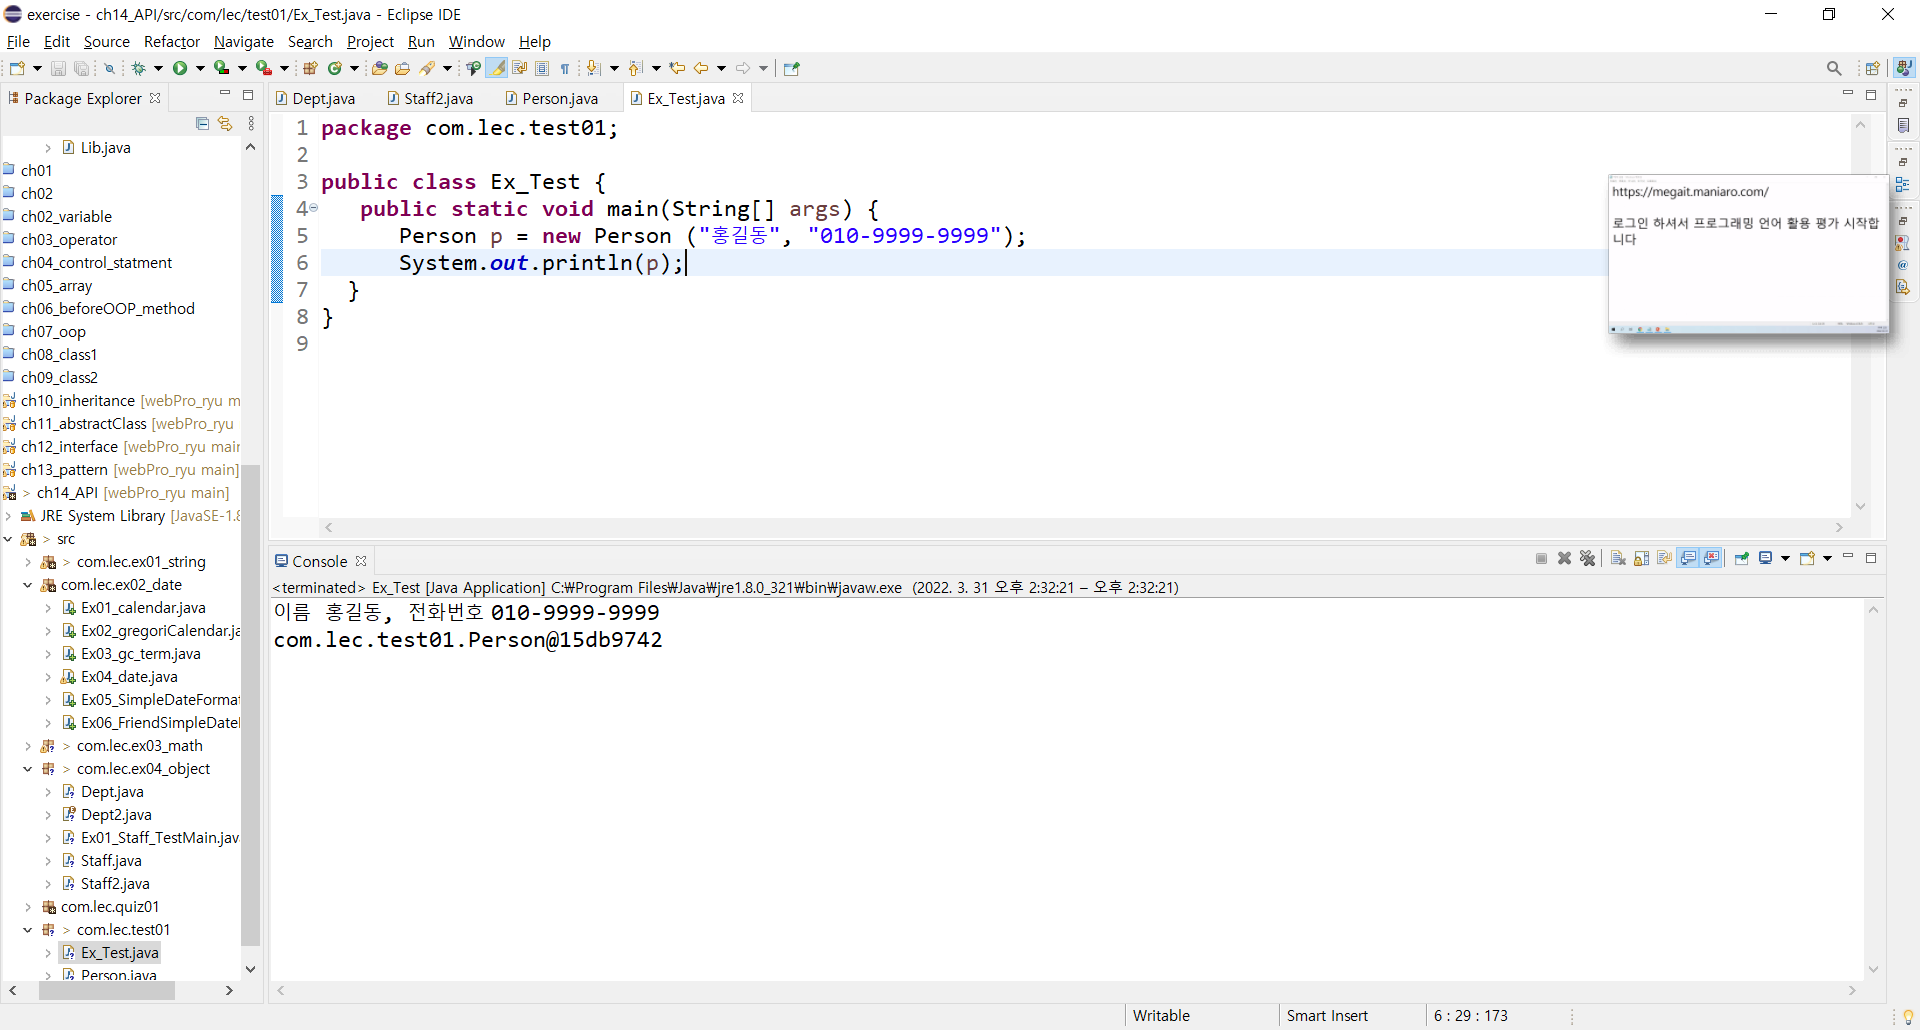 exercise - ch14_API/src/com/lec/test01/Ex_Test.java - Eclipse IDE
File Edit Source Refactor Navigate Search Project Run Window Help
Package Explorer
Lib.java
ch01
ch02
ch02_variable
ch03_operator
ch04_control_statment
ch05_array
ch06_beforeOOP_method
ch07_oop
ch08_class1
ch09_class2
ch10_inheritance [webPro_ryu m
ch11_abstractClass [webPro_ryu
ch12_interface [webPro_ryu main
ch13_pattern [webPro_ryu main]
> ch14_API [webPro_ryu main]
JRE System Library [JavaSE-1.8
> src
> com.lec.ex01_string
com.lec.ex02_date
Ex01_calendar.java
Ex02_gregoriCalendar.ja
Ex03_gc_term.java
Ex04_date.java
Ex05_SimpleDateFormat
Ex06_FriendSimpleDate
> com.lec.ex03_math
> com.lec.ex04_object
Dept.java
Dept2.java
Ex01_Staff_TestMain.jav
Staff.java
Staff2.java
com.lec.quiz01
> com.lec.test01
Ex_Test.java
Person.java
Dept.java Staff2.java Person.java Ex_Test.java
1 package com.lec.test01;
2
3 public class Ex_Test {
4 public static void main(String[] args) {
5 Person p = new Person ("홍길동", "010-9999-9999");
6 System.out.println(p);
7 }
8 }
9
https://megait.maniaro.com/
로그인 하셔서 프로그래밍 언어 활용 평가 시작합
니다
Console
<terminated> Ex_Test [Java Application] C:₩Program Files₩Java₩jre1.8.0_321₩bin₩javaw.exe (2022. 3. 31 오후 2:32:21 – 오후 2:32:21)
이름 홍길동, 전화번호 010-9999-9999
com.lec.test01.Person@15db9742
Writable Smart Insert 6 : 29 : 173